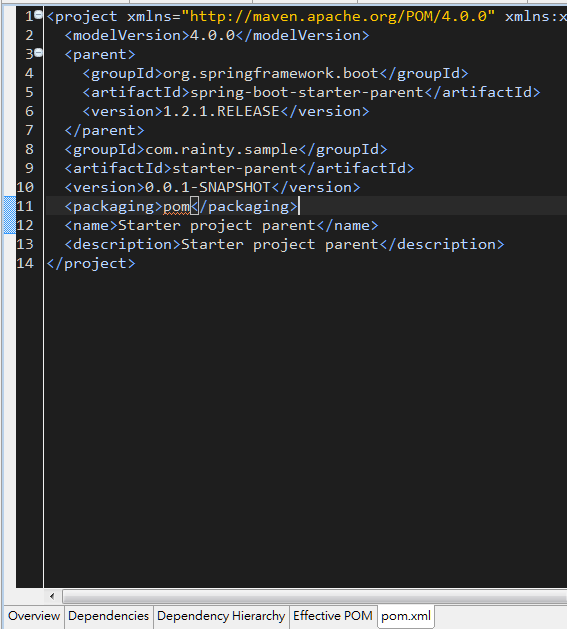 1 <project xmlns="http://maven.apache.org/POM/4.0.0" xmlns:x
2 <modelVersion>4.0.0</modelVersion>
3 <parent>
4 <groupId>org.springframework.boot</groupId>
5 <artifactId>spring-boot-starter-parent</artifactId>
6 <version>1.2.1.RELEASE</version>
7 </parent>
8 <groupId>com.rainty.sample</groupId>
9 <artifactId>starter-parent</artifactId>
10 <version>0.0.1-SNAPSHOT</version>
11 <packaging>pom</packaging>
12 <name>Starter project parent</name>
13 <description>Starter project parent</description>
14 </project>
Overview Dependencies Dependency Hierarchy Effective POM pom.xml